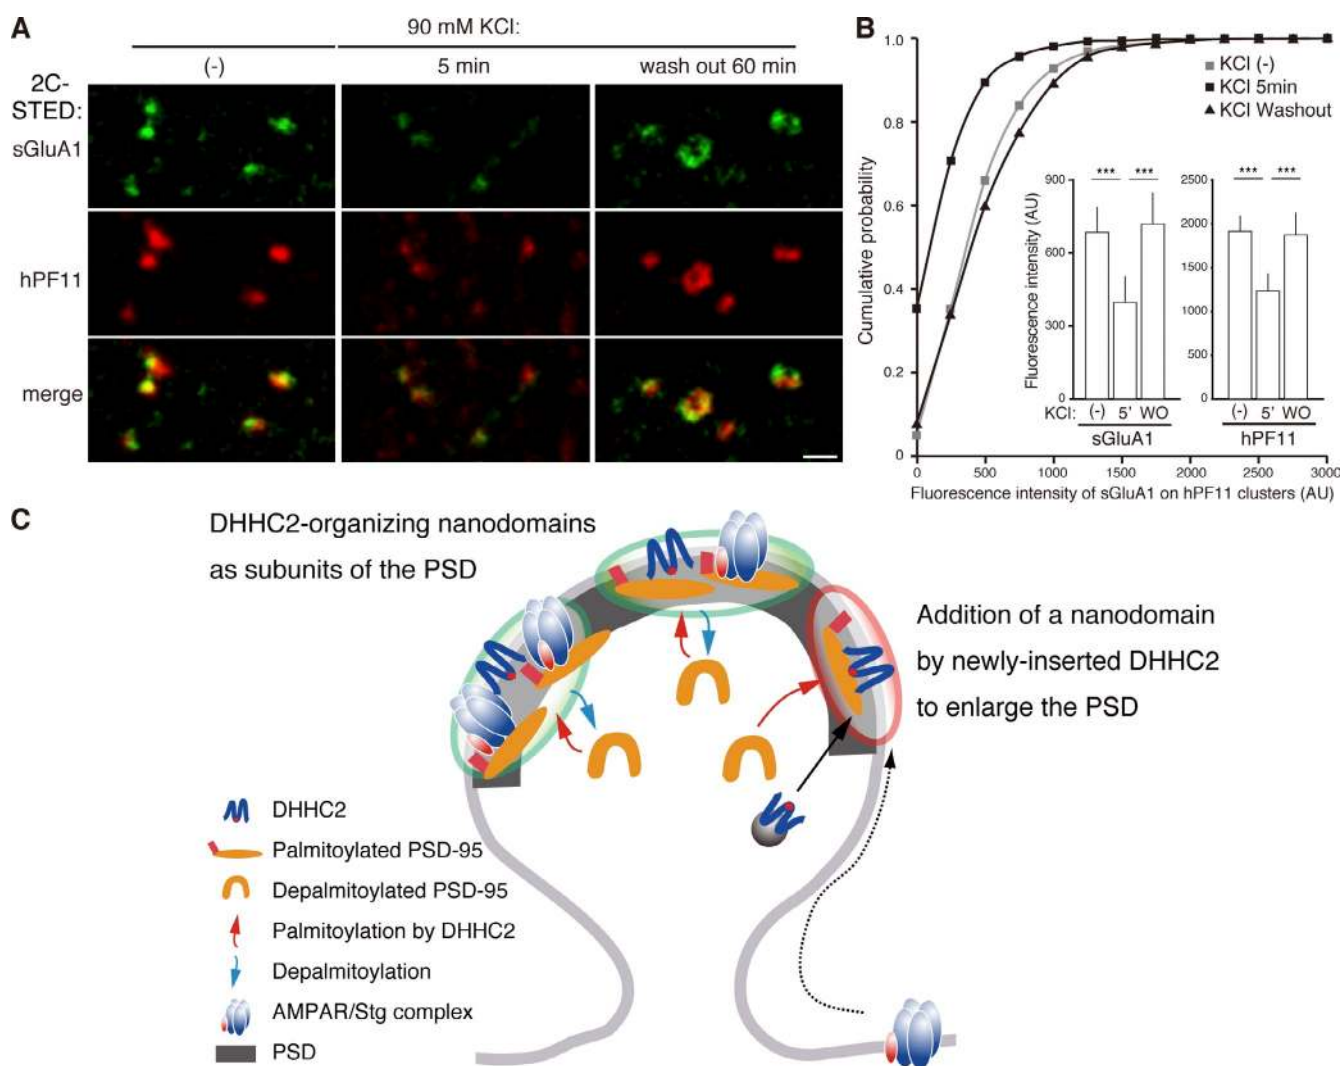 A
90 mM KCl:
(-)
5 min
wash out 60 min
2C-
STED:
sGluA1
hPF11
merge
B
Cumulative probability
1.0
0.8
0.6
0.4
0.2
0
0
500
1000
1500
2000
2500
3000
Fluorescence intensity of sGluA1 on hPF11 clusters (AU)
KCl (-)
KCl 5min
KCl Washout
Fluorescence intensity (AU)
900
600
300
0
*** ***
KCl: (-) 5' WO
sGluA1
2500
2000
1500
1000
500
0
*** ***
(-) 5' WO
hPF11
C
DHHC2-organizing nanodomains
as subunits of the PSD
Addition of a nanodomain
by newly-inserted DHHC2
to enlarge the PSD
DHHC2
Palmitoylated PSD-95
Depalmitoylated PSD-95
Palmitoylation by DHHC2
Depalmitoylation
AMPAR/Stg complex
PSD